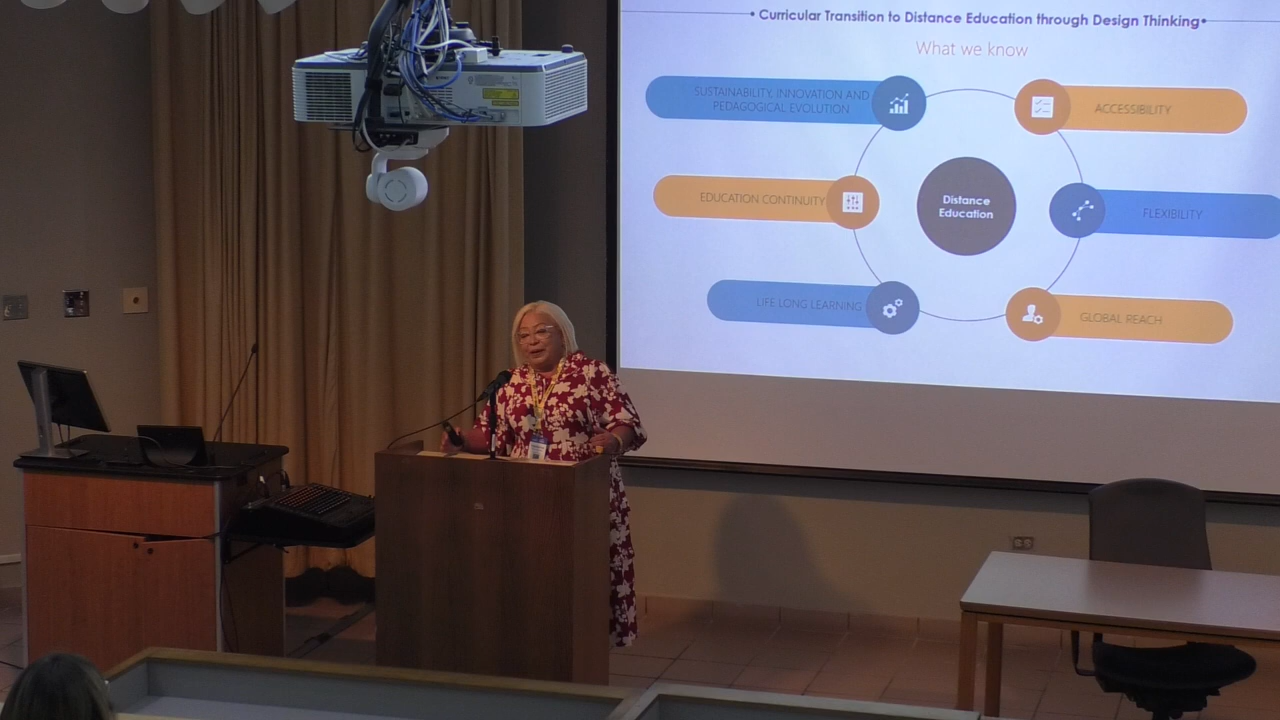 • Curricular Transition to Distance Education through Design Thinking•
What we know
SUSTAINABILITY, INNOVATION AND
PEDAGOGICAL EVOLUTION
ACCESSIBILITY
EDUCATION CONTINUITY
Distance
Education
FLEXIBILITY
LIFE LONG LEARNING
GLOBAL REACH